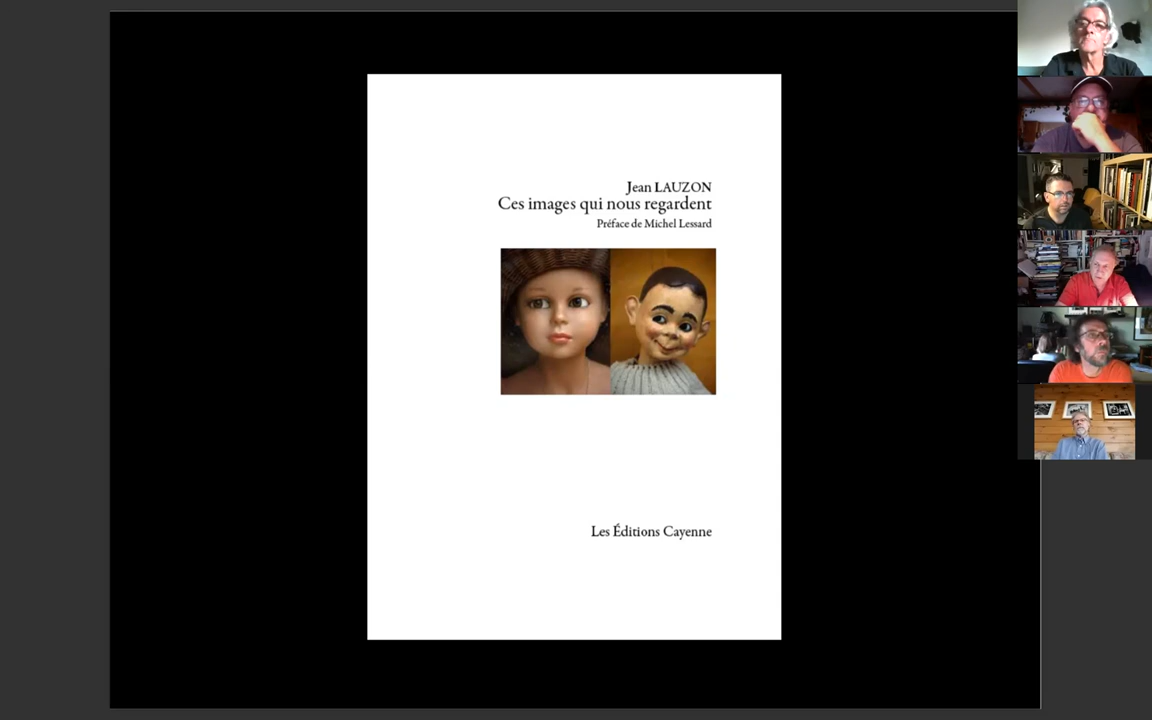 Jean LAUZON
Ces images qui nous regardent
Préface de Michel Lessard
Les Éditions Cayenne